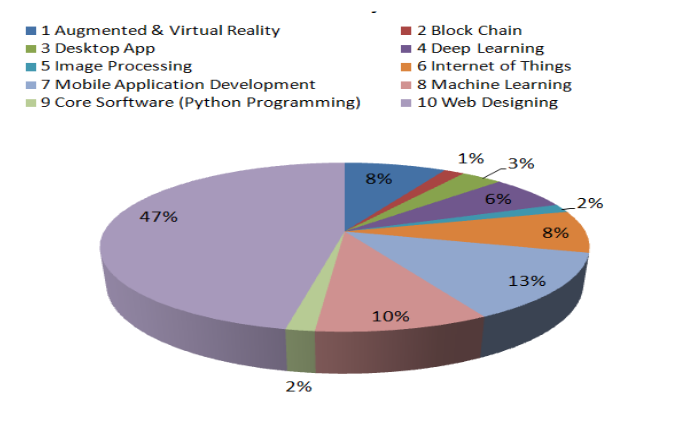 1 Augmented & Virtual Reality
2 Block Chain
3 Desktop App
4 Deep Learning
5 Image Processing
6 Internet of Things
7 Mobile Application Development
8 Machine Learning
9 Core Sorftware (Python Programming)
10 Web Designing
8%
1%
3%
6%
2%
8%
13%
10%
2%
47%